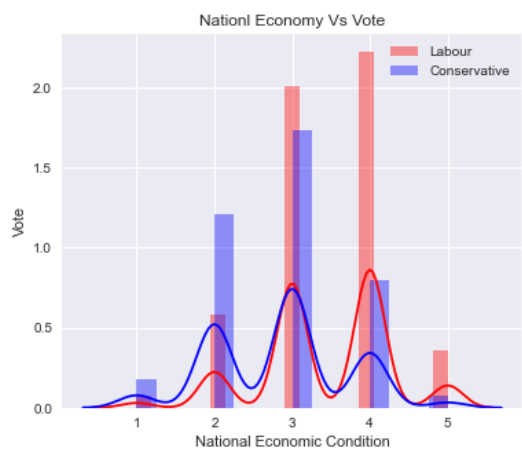 Nationl Economy Vs Vote
Labour
Conservative
2.0
1.5
1.0
0.5
0.0
Vote
1 2 3 4 5
National Economic Condition